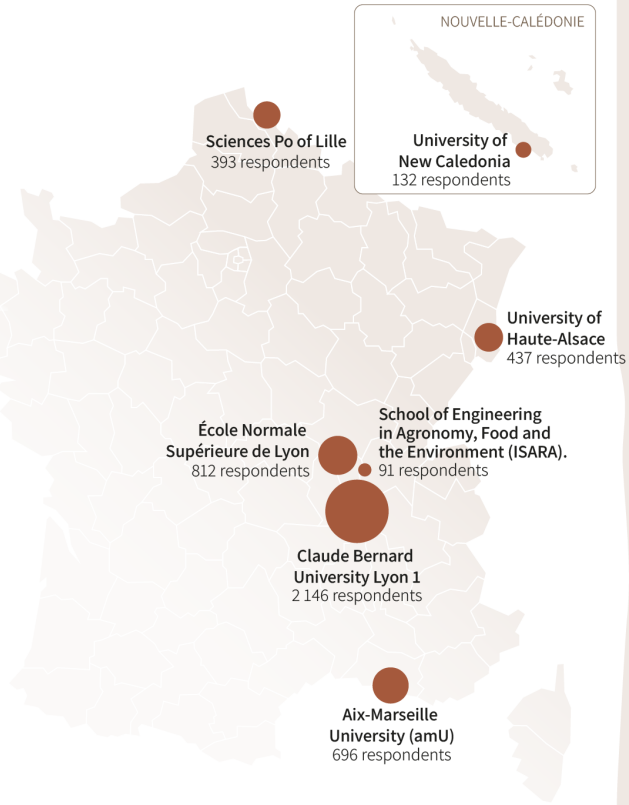 NOUVELLE-CALÉDONIE
Sciences Po of Lille
393 respondents
University of
New Caledonia
132 respondents
University of
Haute-Alsace
437 respondents
École Normale
Supérieure de Lyon
812 respondents
School of Engineering
in Agronomy, Food and
the Environment (ISARA).
91 respondents
Claude Bernard
University Lyon 1
2 146 respondents
Aix-Marseille
University (amU)
696 respondents